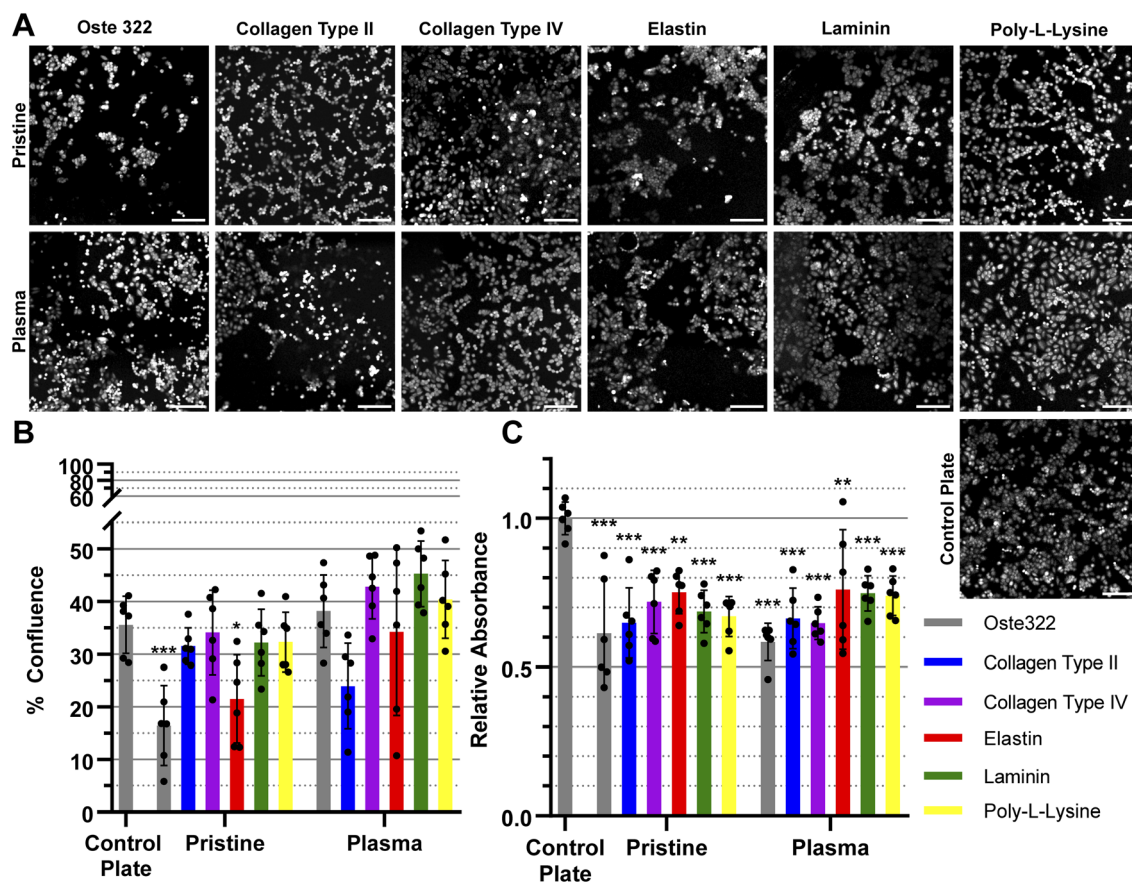 A
Oste 322
Collagen Type II
Collagen Type IV
Elastin
Laminin
Poly-L-Lysine
Pristine
Plasma
Control Plate
B
% Confluence
100
80
60
50
40
30
20
10
0
***
*
Control
Plate
Pristine
Plasma
C
Relative Absorbance
1.0
0.5
0.0
***
***
***
**
***
***
***
***
***
**
***
***
Control
Plate
Pristine
Plasma
Oste322
Collagen Type II
Collagen Type IV
Elastin
Laminin
Poly-L-Lysine